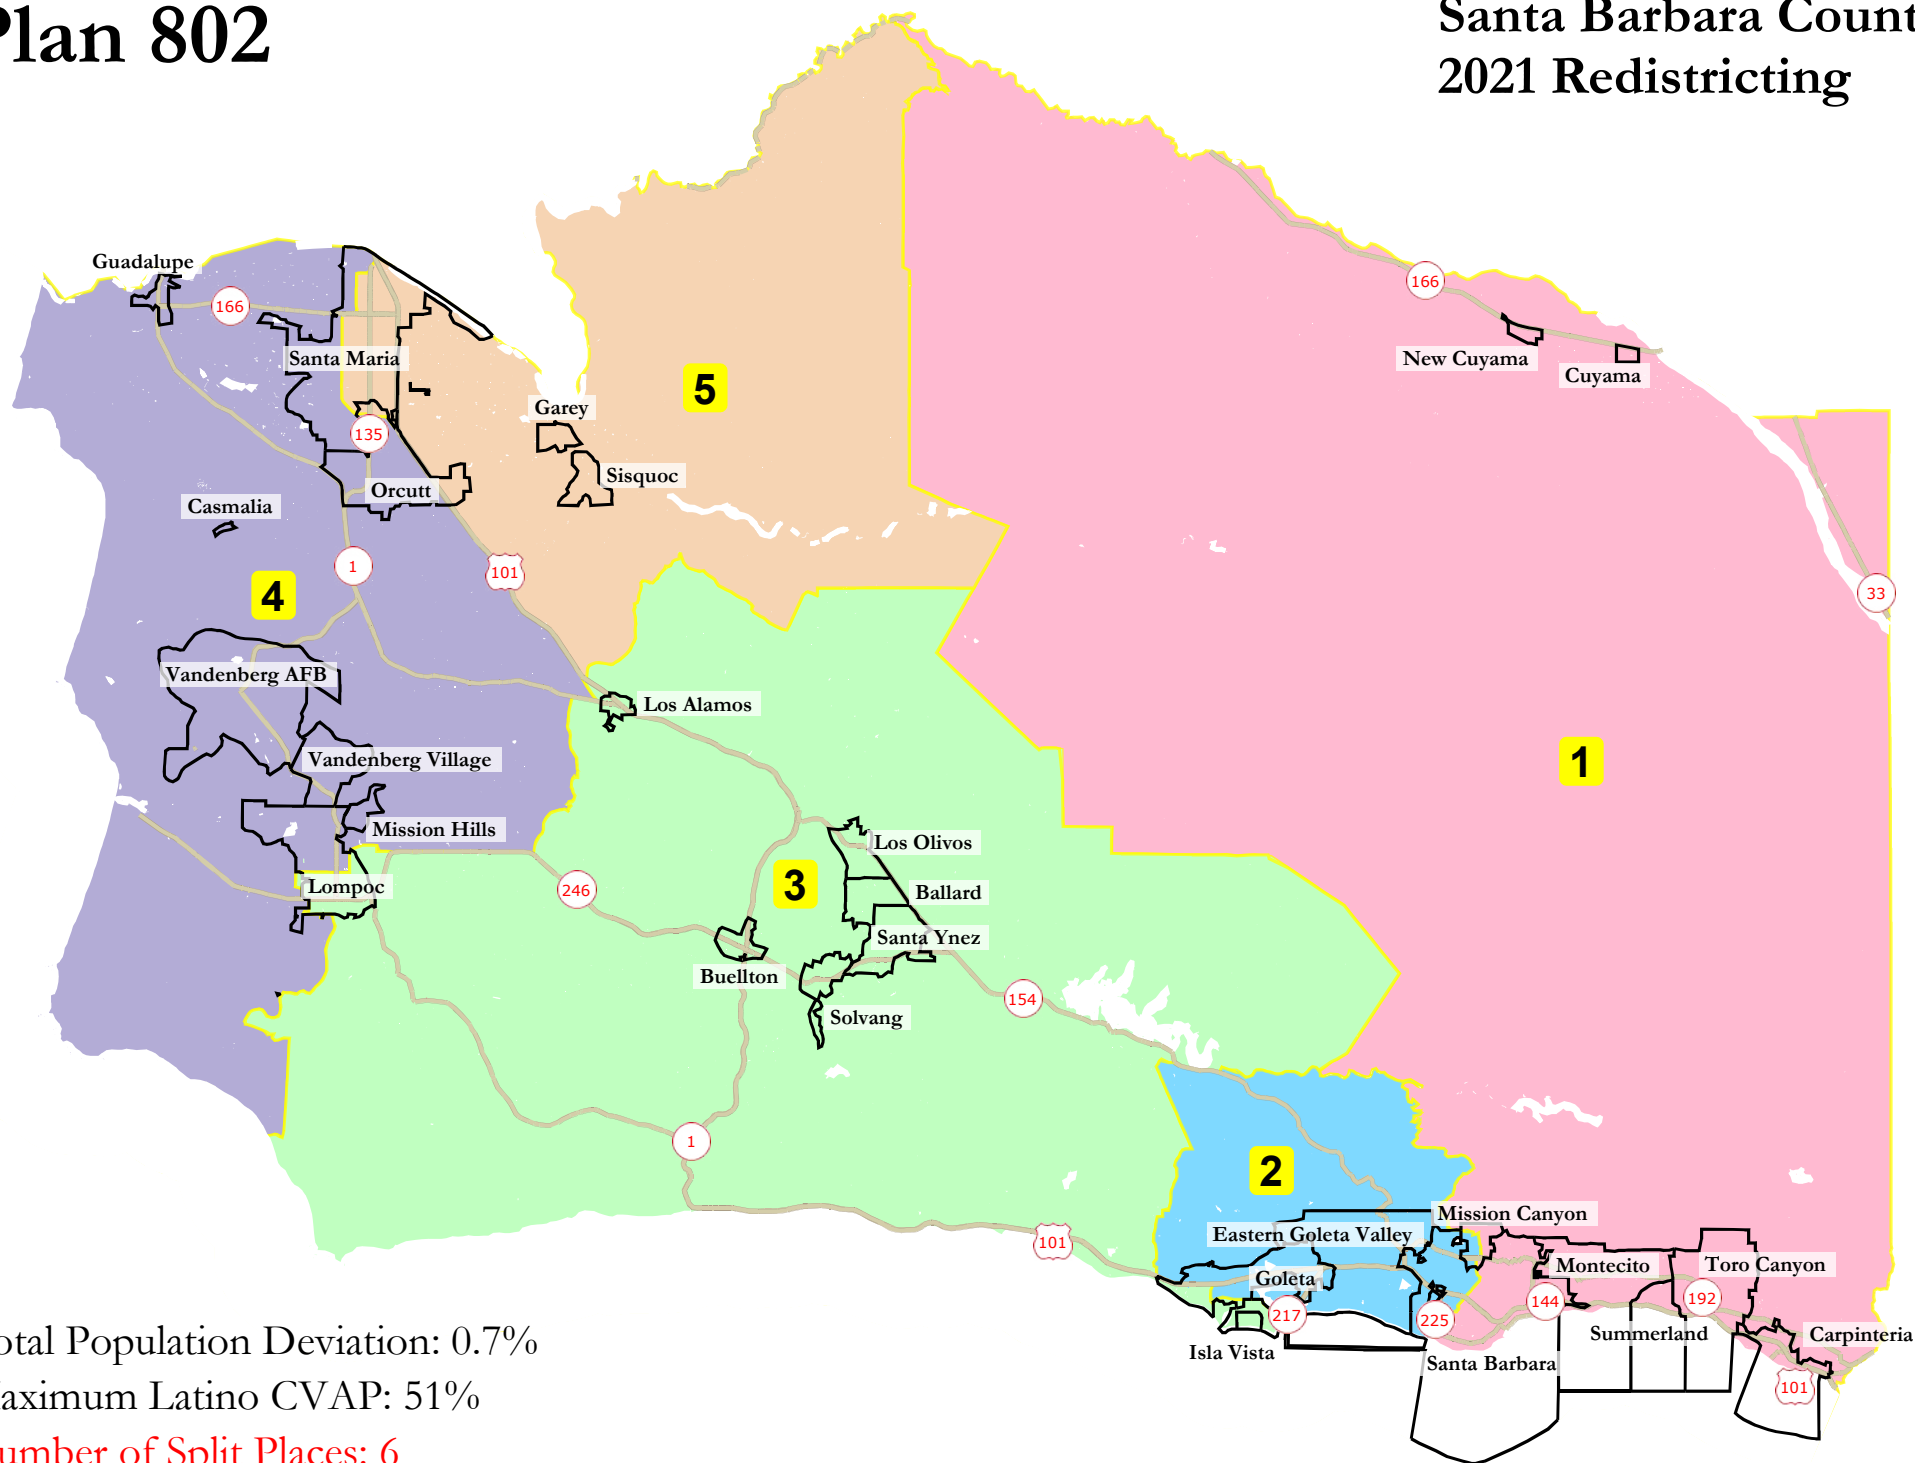 Plan 802
Santa Barbara Count
2021 Redistricting
Guadalupe
166
Santa Maria
135
Orcutt
Casmalia
1
101
4
Vandenberg AFB
Vandenberg Village
Mission Hills
Lompoc
Garey
Sisquoc
5
166
New Cuyama
Cuyama
33
1
Los Alamos
Los Olivos
3
Ballard
246
Santa Ynez
Buellton
Solvang
154
1
101
2
Mission Canyon
Eastern Goleta Valley
Goleta
Montecito
Toro Canyon
217
225
144
192
Isla Vista
Santa Barbara
Summerland
Carpinteria
101
otal Population Deviation: 0.7%
aximum Latino CVAP: 51%
umber of Split Places: 6